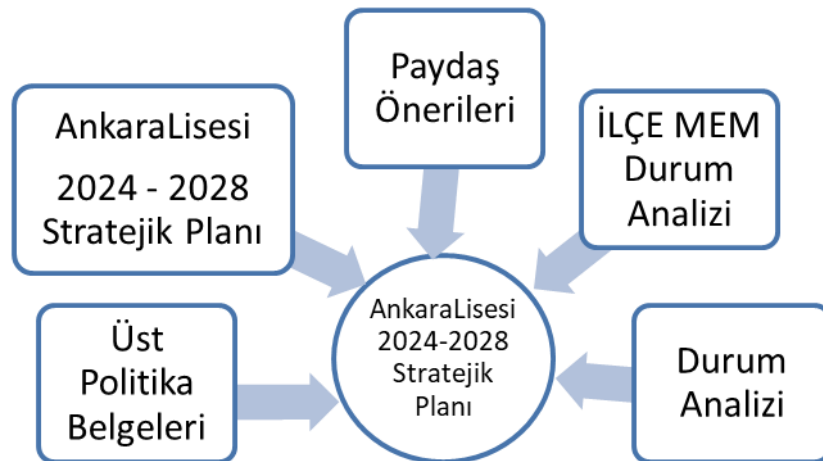 Paydaş
Önerileri
AnkaraLisesi
2024 - 2028
Stratejik Planı
İLÇE MEM
Durum
Analizi
AnkaraLisesi
2024-2028
Stratejik
Planı
Üst
Politika
Belgeleri
Durum
Analizi